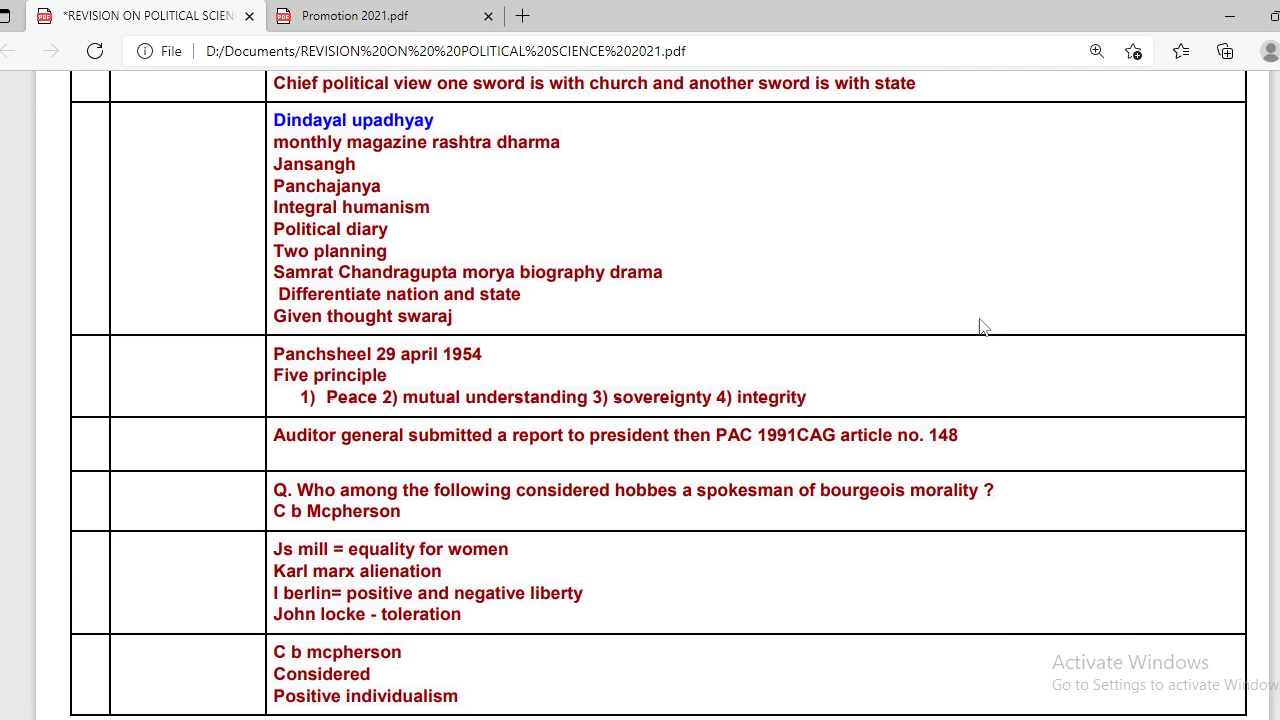 *REVISION ON POLITICAL SCIEN
Promotion 2021.pdf
File
D:/Documents/REVISION%20ON%20%20POLITICAL%20SCIENCE%202021.pdf
Chief political view one sword is with church and another sword is with state
Dindayal upadhyay
monthly magazine rashtra dharma
Jansangh
Panchajanya
Integral humanism
Political diary
Two planning
Samrat Chandragupta morya biography drama
Differentiate nation and state
Given thought swaraj
Panchsheel 29 april 1954
Five principle
1) Peace 2) mutual understanding 3) sovereignty 4) integrity
Auditor general submitted a report to president then PAC 1991CAG article no. 148
Q. Who among the following considered hobbes a spokesman of bourgeois morality ?
C b Mcpherson
Js mill = equality for women
Karl marx alienation
I berlin= positive and negative liberty
John locke - toleration
C b mcpherson
Considered
Positive individualism
Activate Windows
Go to Settings to activate Window